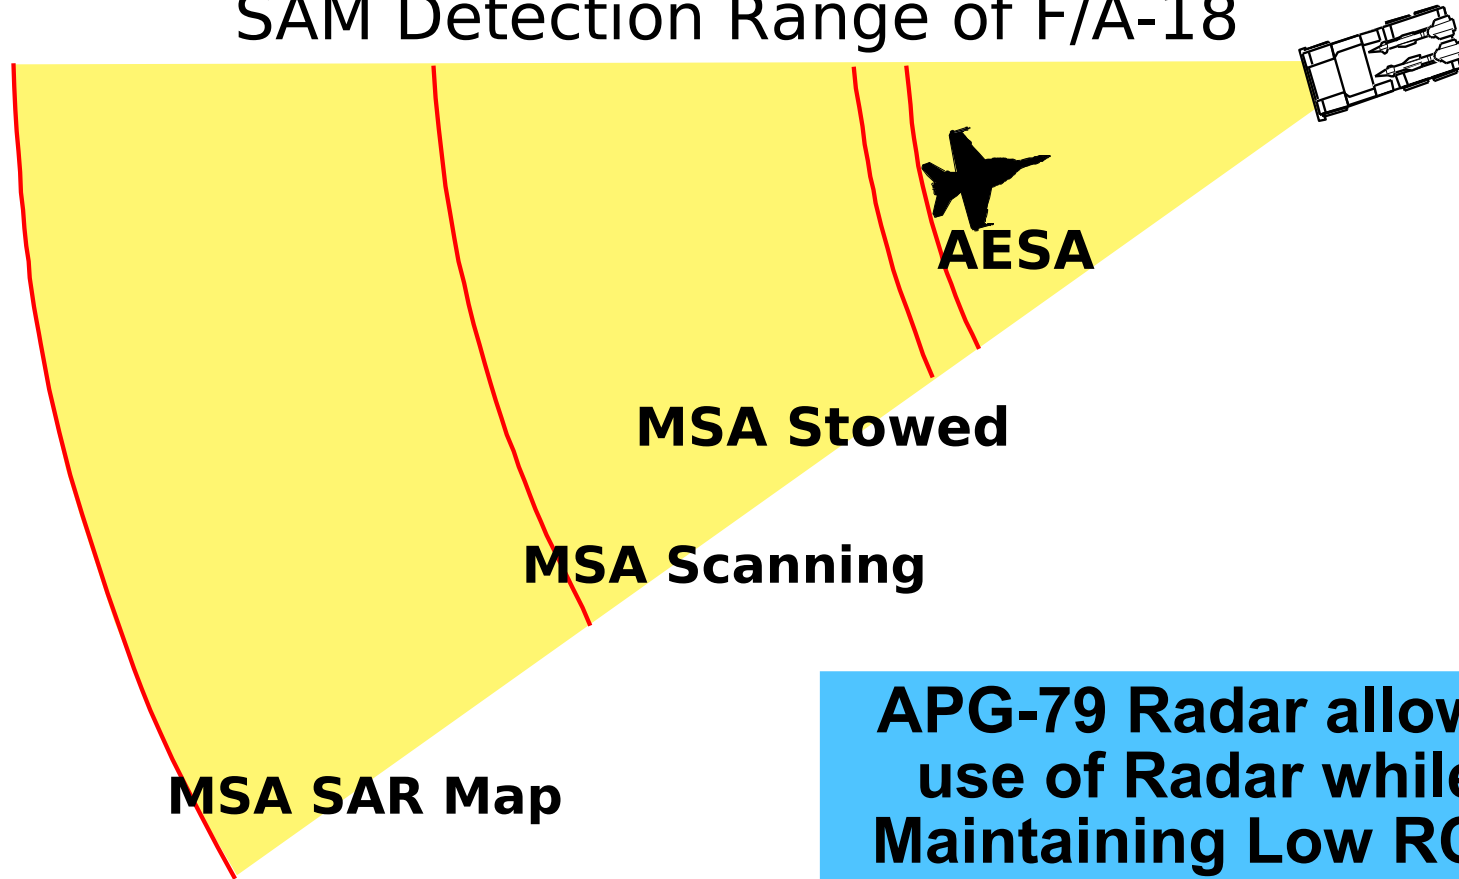 SAM Detection Range of F/A-18
AESA
MSA Stowed
MSA Scanning
MSA SAR Map
APG-79 Radar allow
use of Radar while
Maintaining Low RC